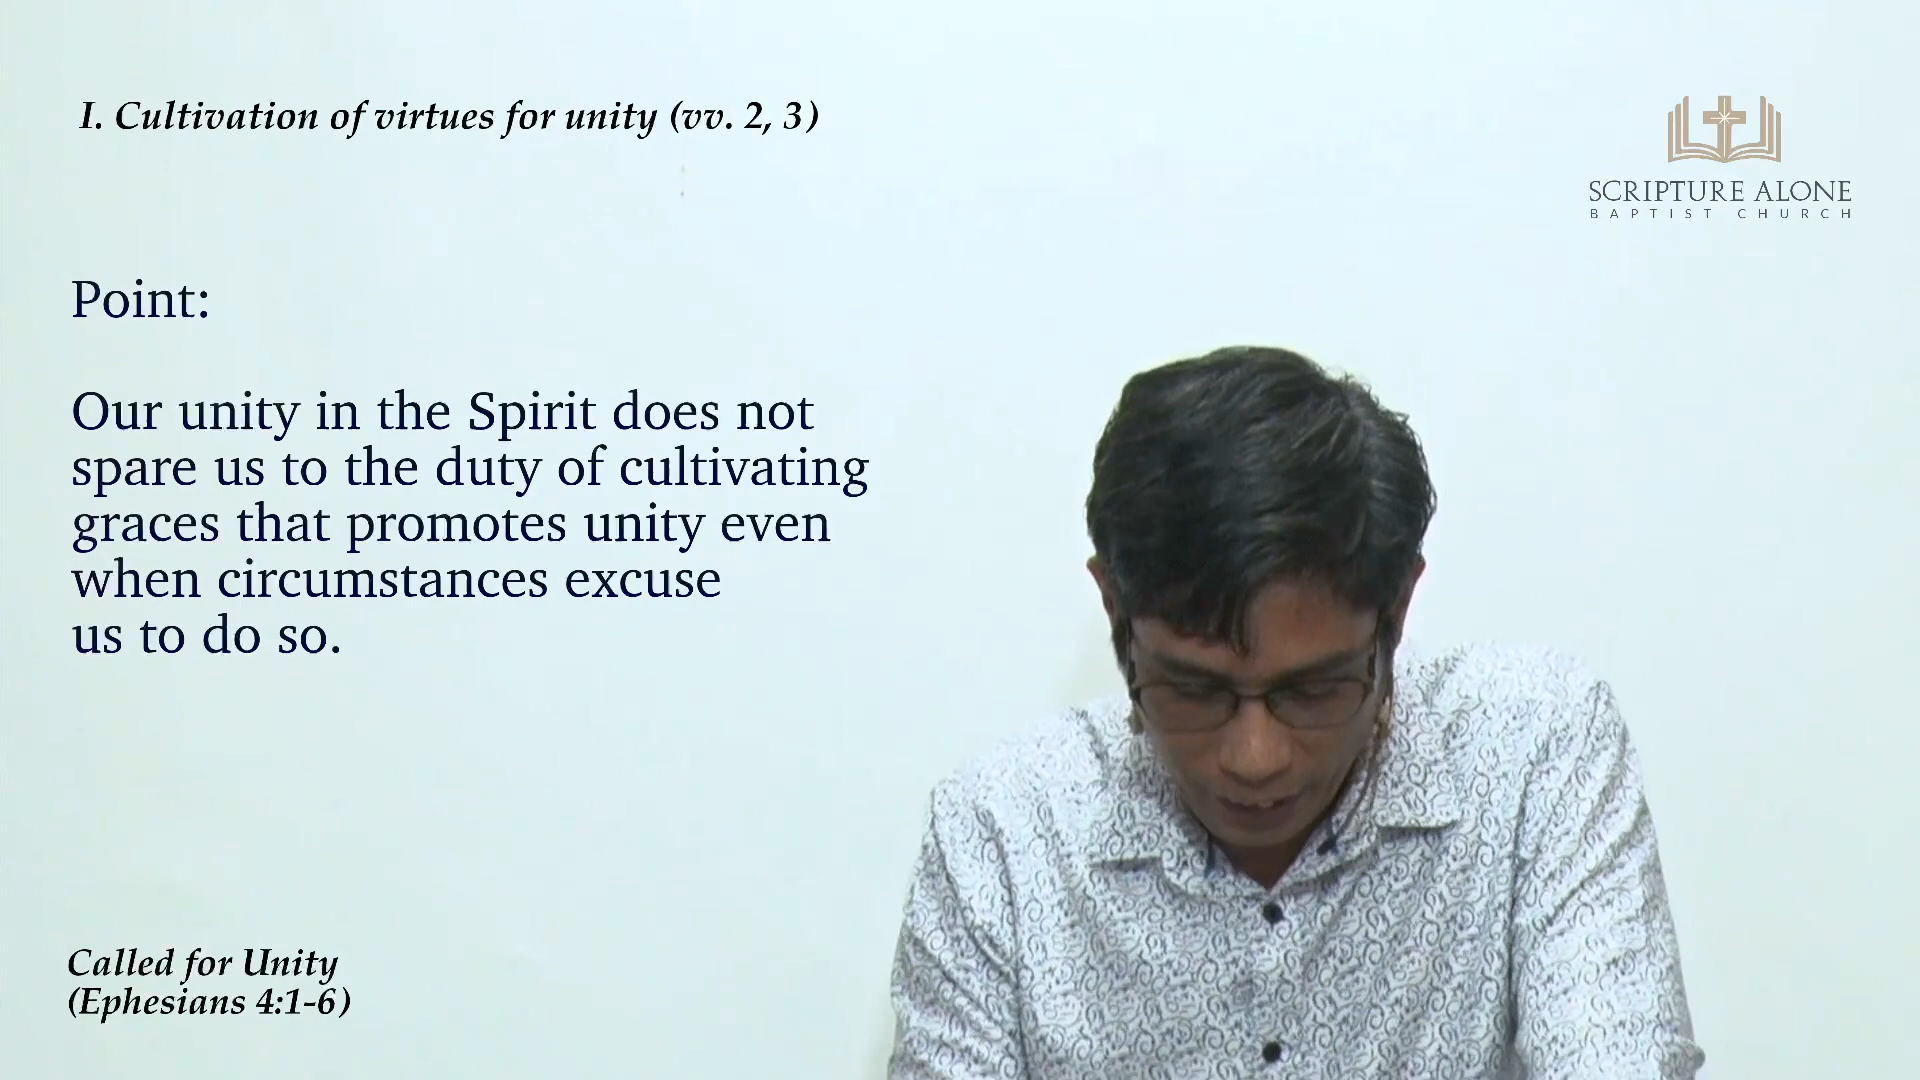 I. Cultivation of virtues for unity (vv. 2, 3)
SCRIPTURE ALONE
BAPTIST CHURCH
Point:
Our unity in the Spirit does not
spare us to the duty of cultivating
graces that promotes unity even
when circumstances excuse
us to do so.
Called for Unity
(Ephesians 4:1-6)